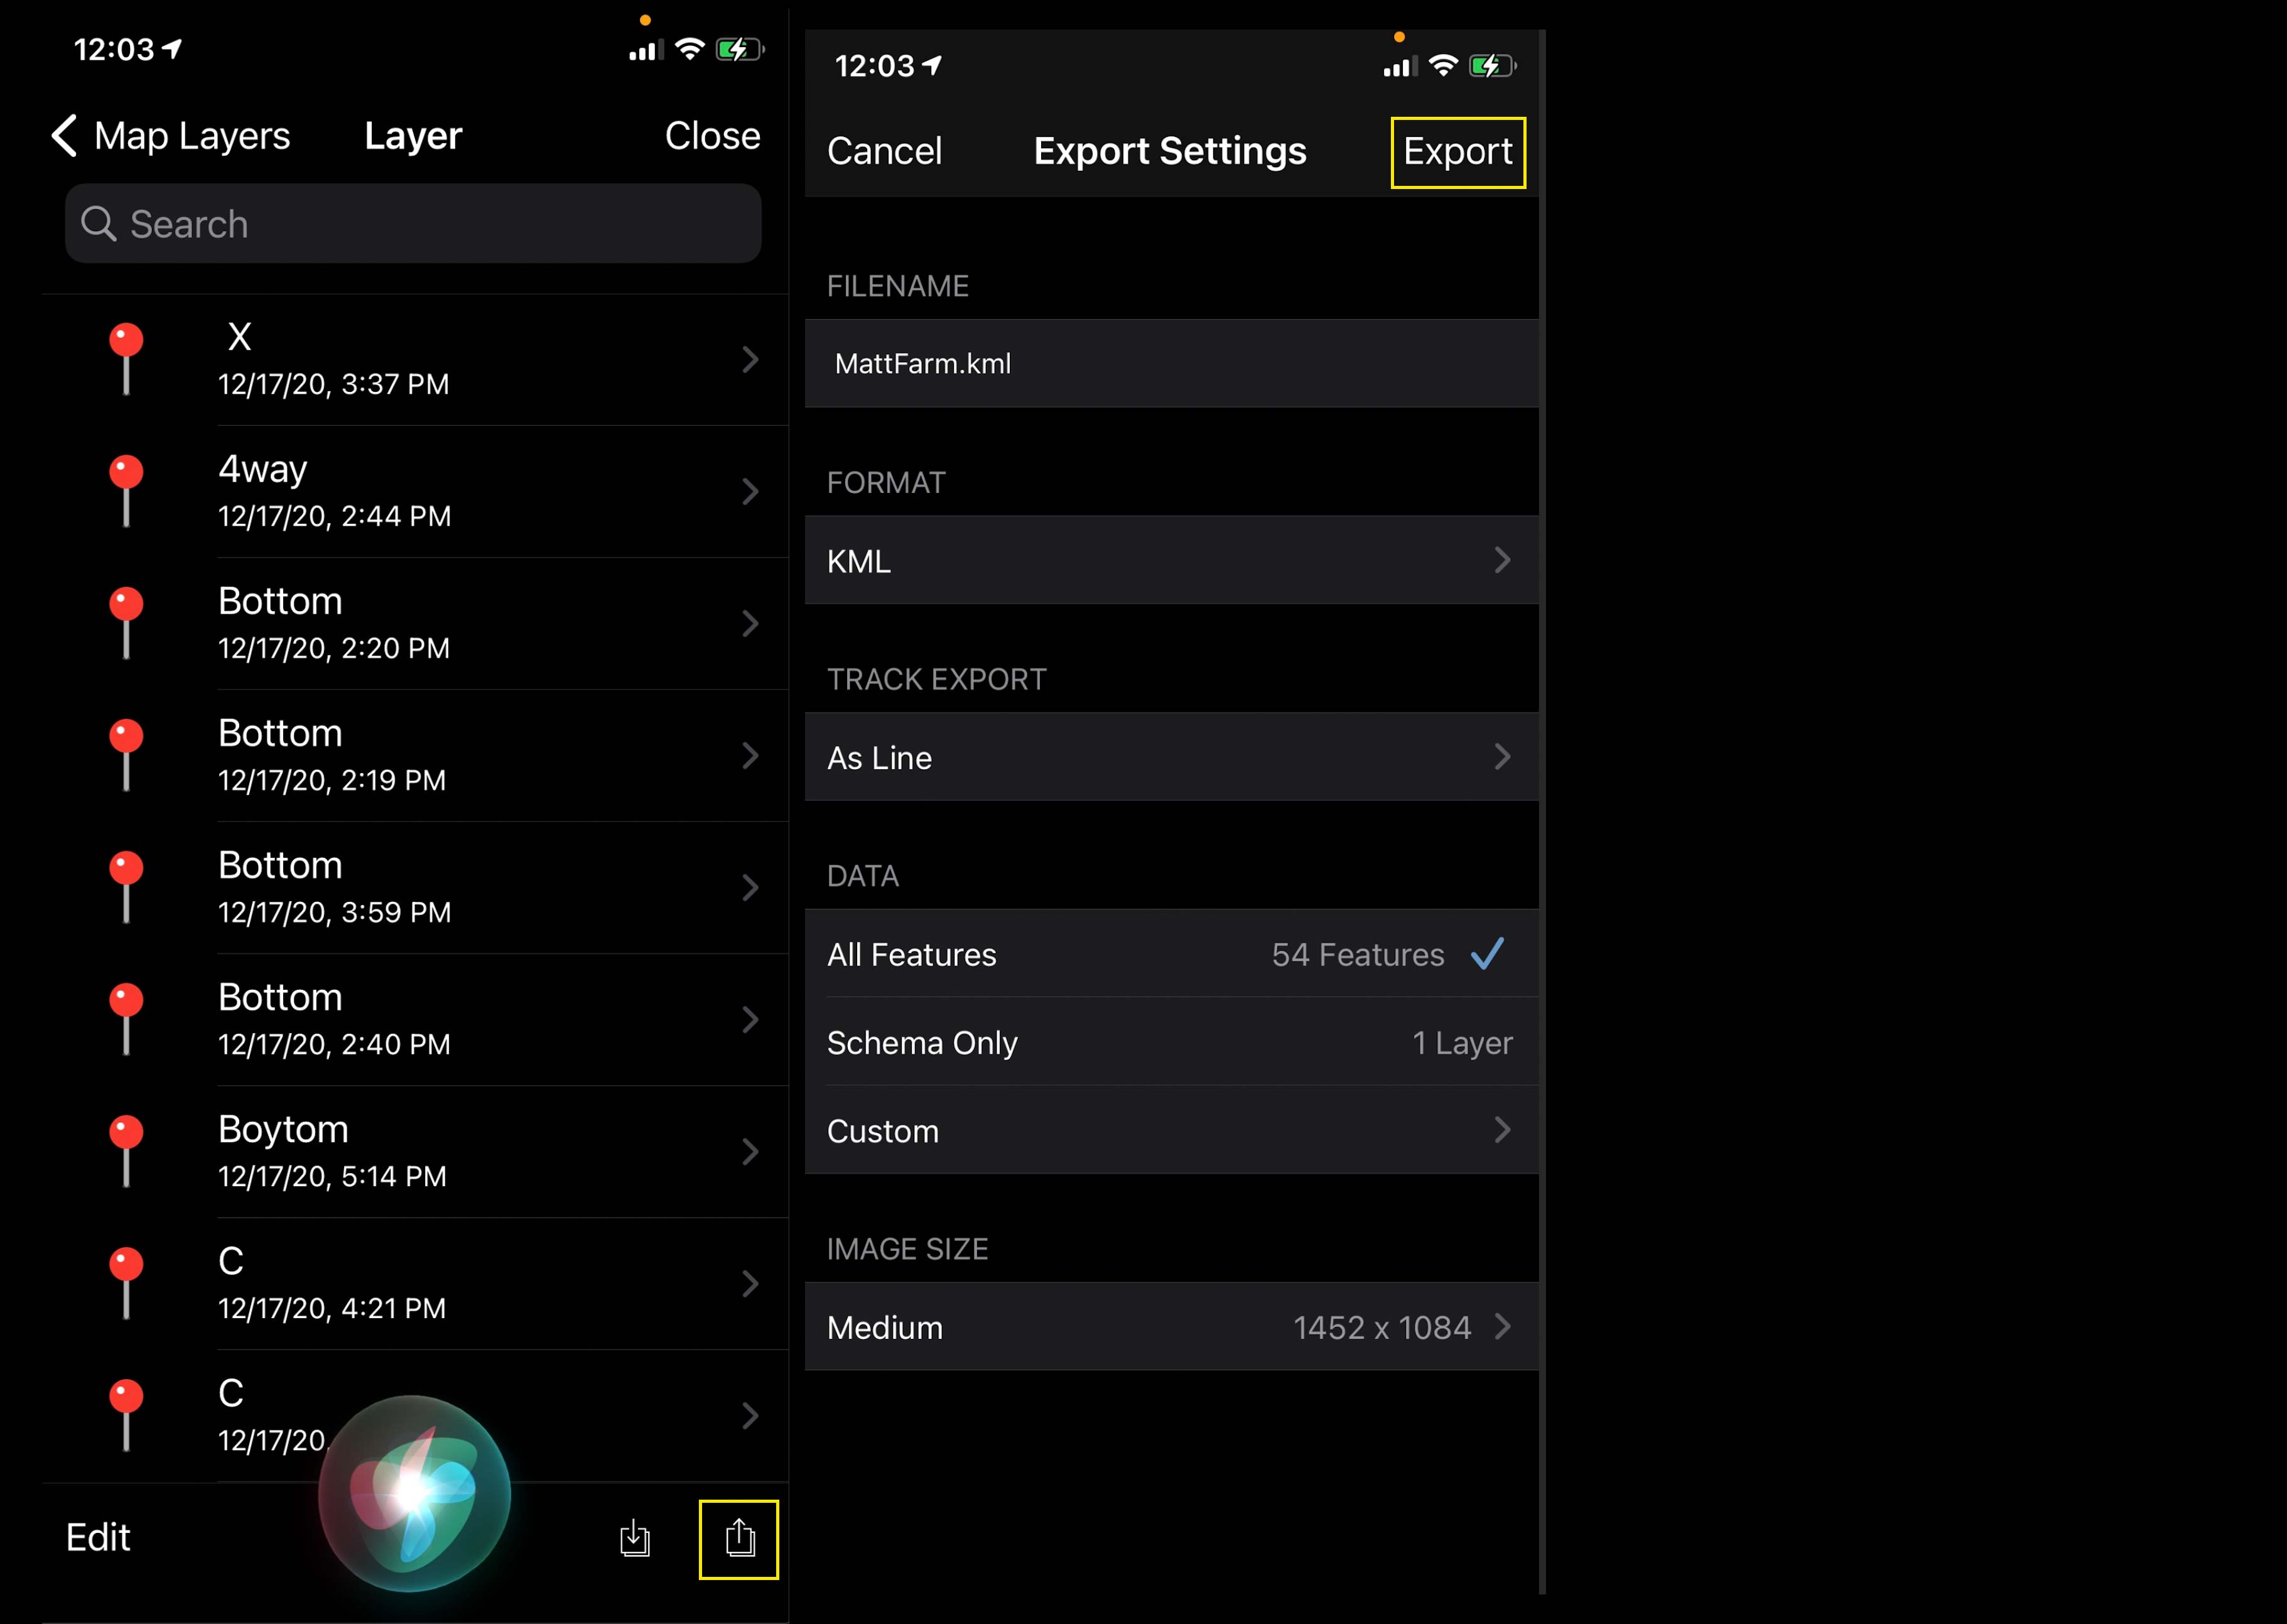 12:03
Map Layers Layer Close
Search
X
12/17/20, 3:37 PM
4way
12/17/20, 2:44 PM
Bottom
12/17/20, 2:20 PM
Bottom
12/17/20, 2:19 PM
Bottom
12/17/20, 3:59 PM
Bottom
12/17/20, 2:40 PM
Boytom
12/17/20, 5:14 PM
C
12/17/20, 4:21 PM
C
12/17/20,
Edit
12:03
Cancel Export Settings Export
FILENAME
MattFarm.kml
FORMAT
KML
TRACK EXPORT
As Line
DATA
All Features 54 Features
Schema Only 1 Layer
Custom
IMAGE SIZE
Medium 1452 x 1084